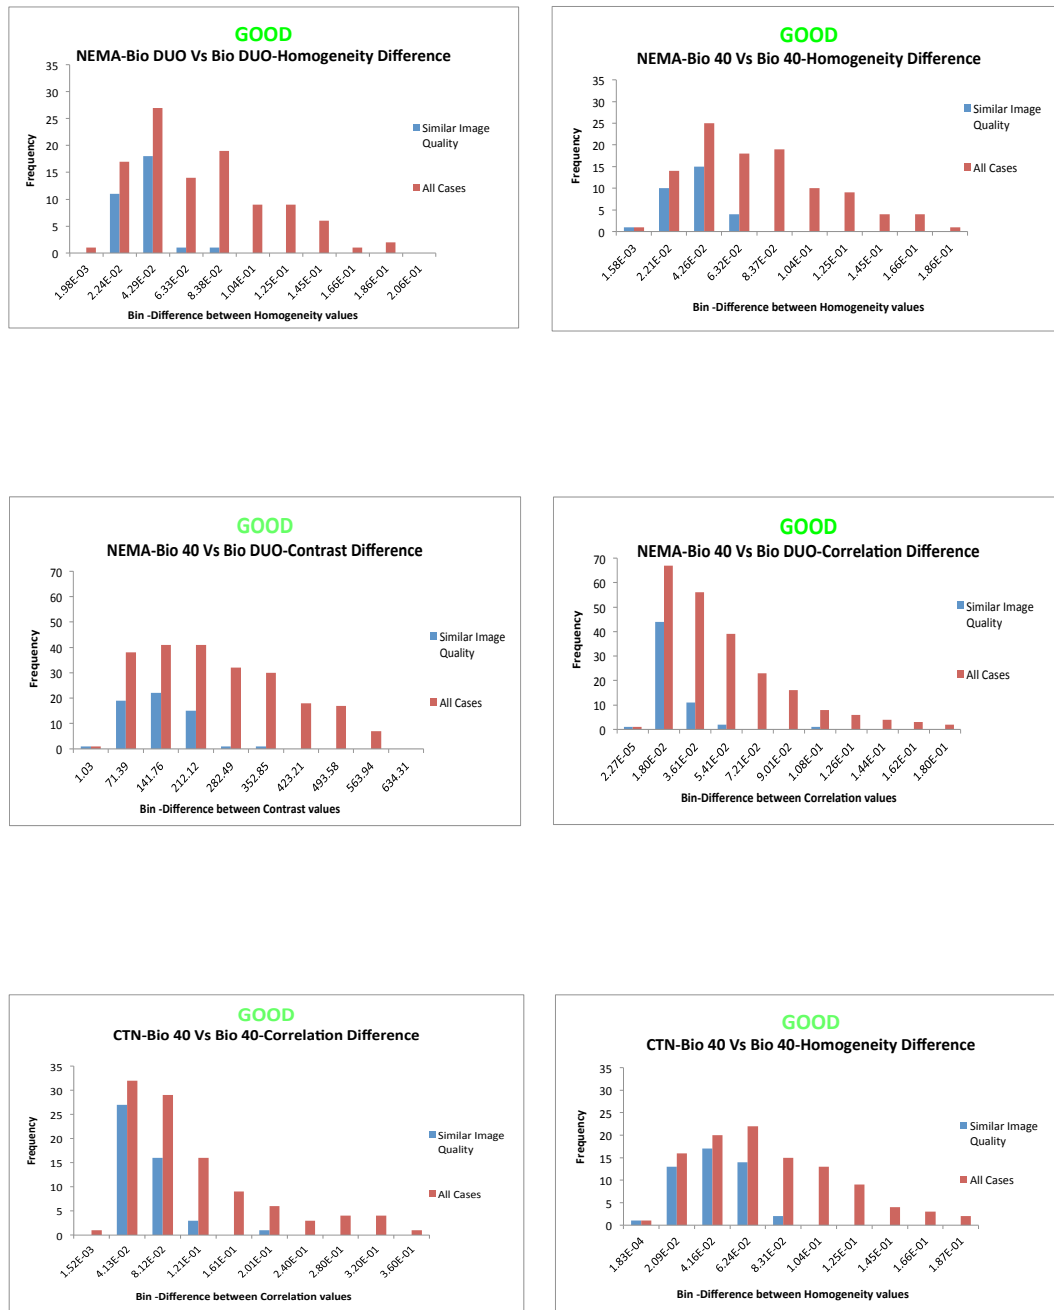 GOOD
NEMA-Bio DUO Vs Bio DUO-Homogeneity Difference
35
30
25
20
15
10
5
0
Frequency
1.98E-03
2.24E-02
4.29E-02
6.33E-02
8.38E-02
1.04E-01
1.25E-01
1.45E-01
1.66E-01
1.86E-01
2.06E-01
Bin -Difference between Homogeneity values
Similar Image
Quality
All Cases
GOOD
NEMA-Bio 40 Vs Bio 40-Homogeneity Difference
35
30
25
20
15
10
5
0
Frequency
1.58E-03
2.21E-02
4.26E-02
6.32E-02
8.37E-02
1.04E-01
1.25E-01
1.45E-01
1.66E-01
1.86E-01
Bin -Difference between Homogeneity values
Similar Image
Quality
All Cases
GOOD
NEMA-Bio 40 Vs Bio DUO-Contrast Difference
70
60
50
40
30
20
10
0
Frequency
1.03
71.39
141.76
212.12
282.49
352.85
423.21
493.58
563.94
634.31
Bin -Difference between Contrast values
Similar Image
Quality
All Cases
GOOD
NEMA-Bio 40 Vs Bio DUO-Correlation Difference
70
60
50
40
30
20
10
0
Frequency
2.27E-05
1.80E-02
3.61E-02
5.41E-02
7.21E-02
9.01E-02
1.08E-01
1.26E-01
1.44E-01
1.62E-01
1.80E-01
Bin-Difference between Correlation values
Similar Image
Quality
All Cases
GOOD
CTN-Bio 40 Vs Bio 40-Correlation Difference
35
30
25
20
15
10
5
0
Frequency
1.52E-03
4.13E-02
8.12E-02
1.21E-01
1.61E-01
2.01E-01
2.40E-01
2.80E-01
3.20E-01
3.60E-01
Bin -Difference between Correlation values
Similar Image
Quality
All Cases
GOOD
CTN-Bio 40 Vs Bio 40-Homogeneity Difference
35
30
25
20
15
10
5
0
Frequency
1.83E-04
2.09E-02
4.16E-02
6.24E-02
8.31E-02
1.04E-01
1.25E-01
1.45E-01
1.66E-01
1.87E-01
Bin -Difference between Homogeneity values
Similar Image
Quality
All Cases